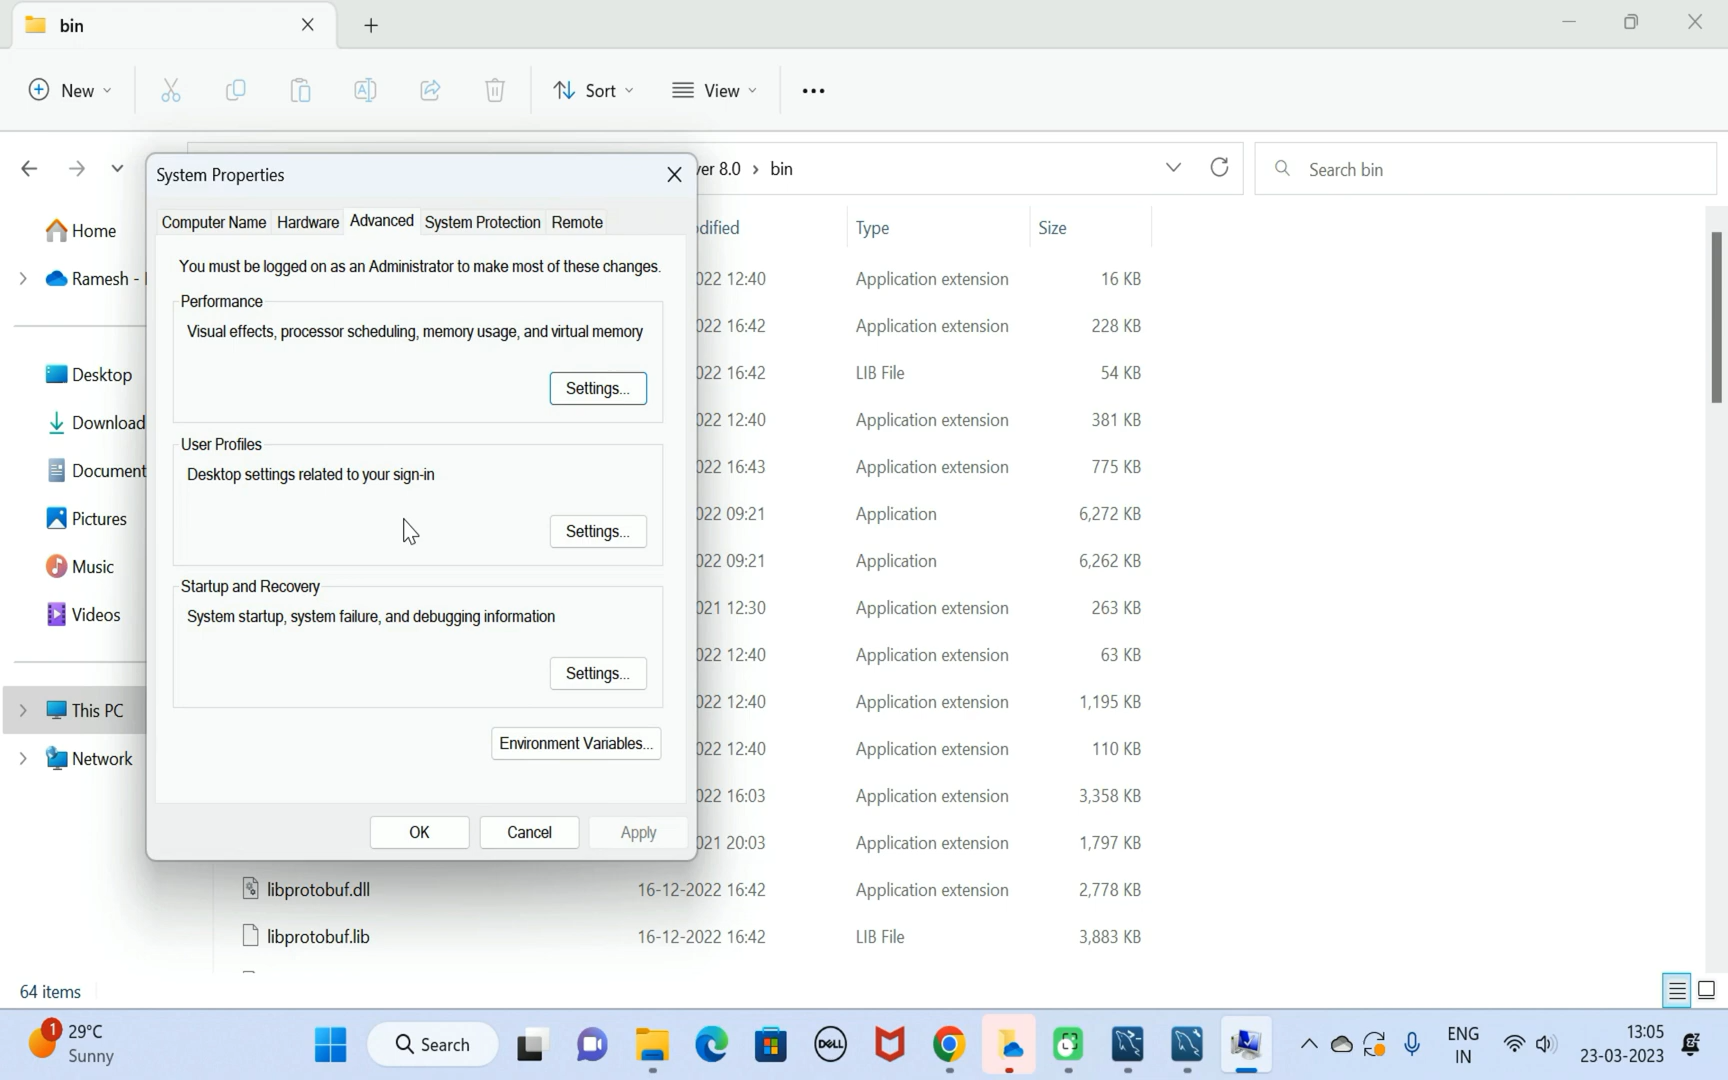 bin
New
Sort
View
ver 8.0 > bin
Search bin
Home
Ramesh -
Desktop
Download
Document
Pictures
Music
Videos
This PC
Network
System Properties
Computer Name Hardware Advanced System Protection Remote
You must be logged on as an Administrator to make most of these changes.
Performance
Visual effects, processor scheduling, memory usage, and virtual memory
Settings...
User Profiles
Desktop settings related to your sign-in
Settings...
Startup and Recovery
System startup, system failure, and debugging information
Settings...
Environment Variables...
OK Cancel Apply
dified Type Size
022 12:40 Application extension 16 KB
022 16:42 Application extension 228 KB
022 16:42 LIB File 54 KB
022 12:40 Application extension 381 KB
022 16:43 Application extension 775 KB
022 09:21 Application 6,272 KB
022 09:21 Application 6,262 KB
021 12:30 Application extension 263 KB
022 12:40 Application extension 63 KB
022 12:40 Application extension 1,195 KB
022 12:40 Application extension 110 KB
022 16:03 Application extension 3,358 KB
021 20:03 Application extension 1,797 KB
libprotobuf.dll 16-12-2022 16:42 Application extension 2,778 KB
libprotobuf.lib 16-12-2022 16:42 LIB File 3,883 KB
64 items
1
29°C
Sunny
Search
DELL
ENG
IN
13:05
23-03-2023